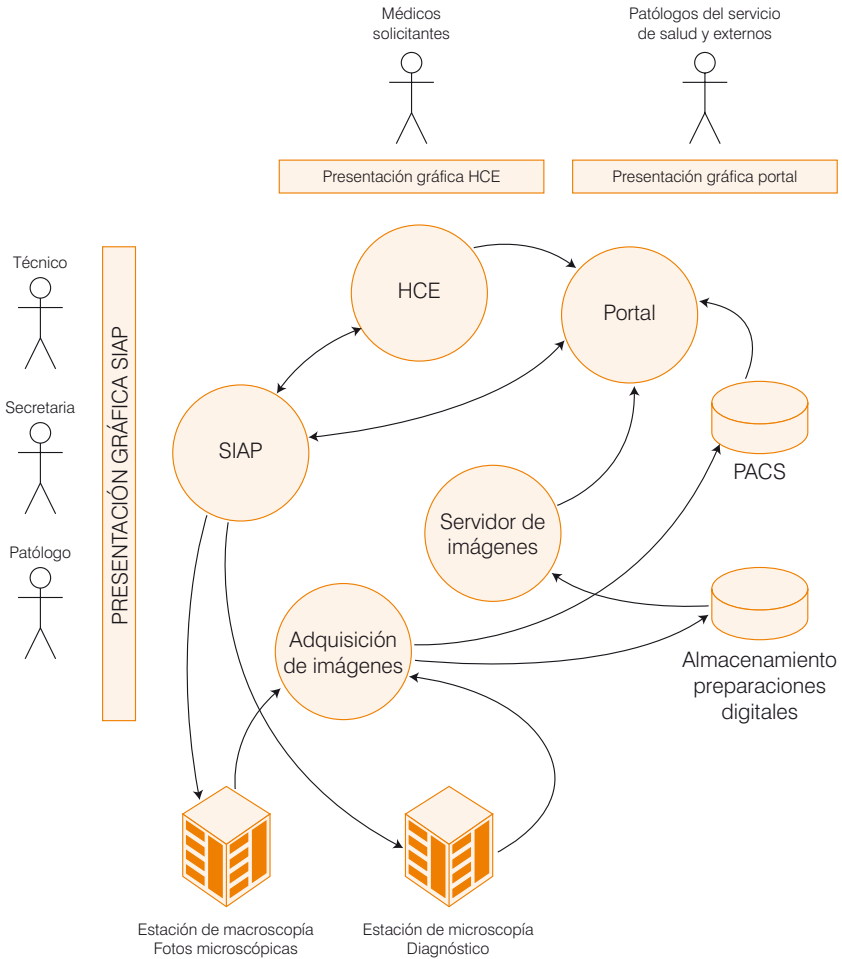 Médicos
solicitantes
Patólogos del servicio
de salud y externos
Presentación gráfica HCE
Presentación gráfica portal
Técnico
Secretaria
Patólogo
PRESENTACIÓN GRÁFICA SIAP
HCE
Portal
SIAP
PACS
Servidor de
imágenes
Adquisición
de imágenes
Almacenamiento
preparaciones
digitales
Estación de macroscopía
Fotos microscópicas
Estación de microscopía
Diagnóstico